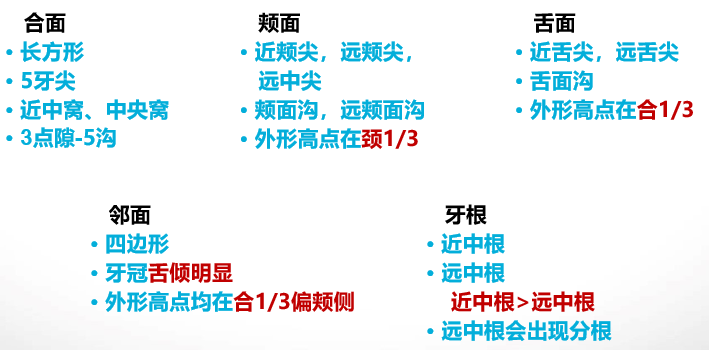 合面
• 长方形
• 5牙尖
• 近中窝、中央窝
• 3点隙-5沟
颊面
• 近颊尖，远颊尖，
远中尖
• 颊面沟，远颊面沟
• 外形高点在颈1/3
舌面
• 近舌尖，远舌尖
• 舌面沟
• 外形高点在合1/3
邻面
• 四边形
• 牙冠舌倾明显
• 外形高点均在合1/3偏颊侧
牙根
• 近中根
• 远中根
近中根>远中根
• 远中根会出现分根